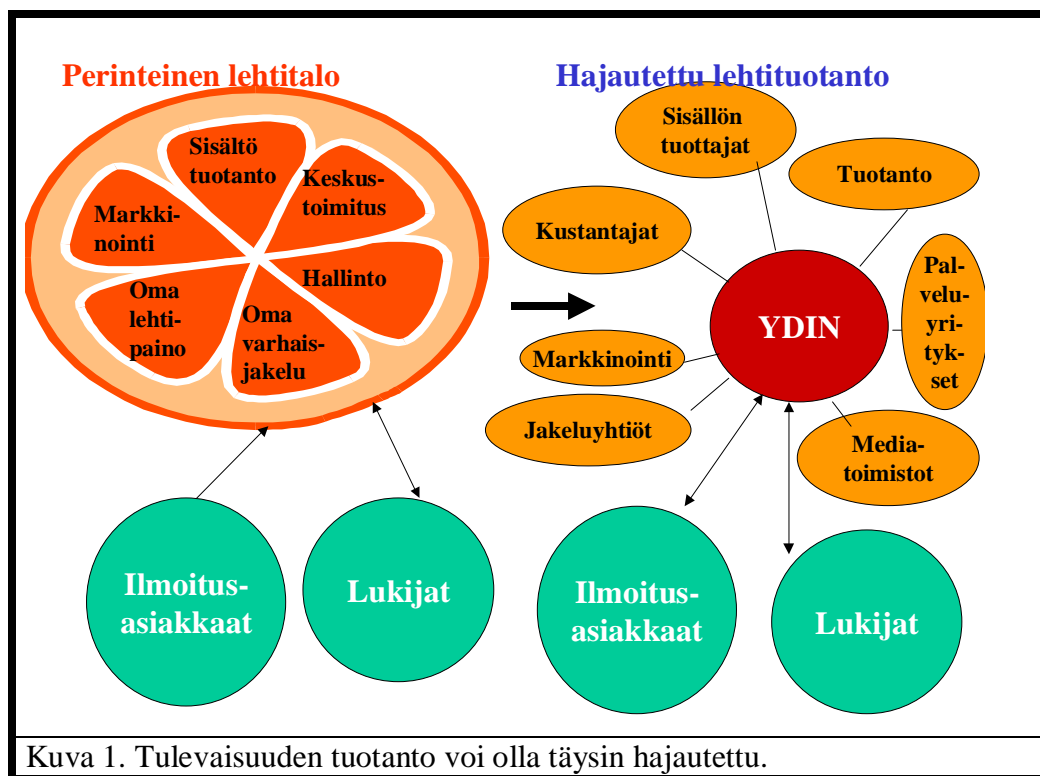 Perinteinen lehtitalo
Sisältö
tuotanto
Keskus-
toimitus
Markki-
nointi
Hallinto
Oma
lehti-
paino
Oma
varhais-
jakelu
Ilmoitus-
asiakkaat
Lukijat
Hajautettu lehtituotanto
Sisällön
tuottajat
Tuotanto
Kustantajat
YDIN
Pal-
velu-
yri-
tyk-
set
Markkinointi
Jakeluyhtiöt
Media-
toimistot
Ilmoitus-
asiakkaat
Lukijat
Kuva 1. Tulevaisuuden tuotanto voi olla täysin hajautettu.